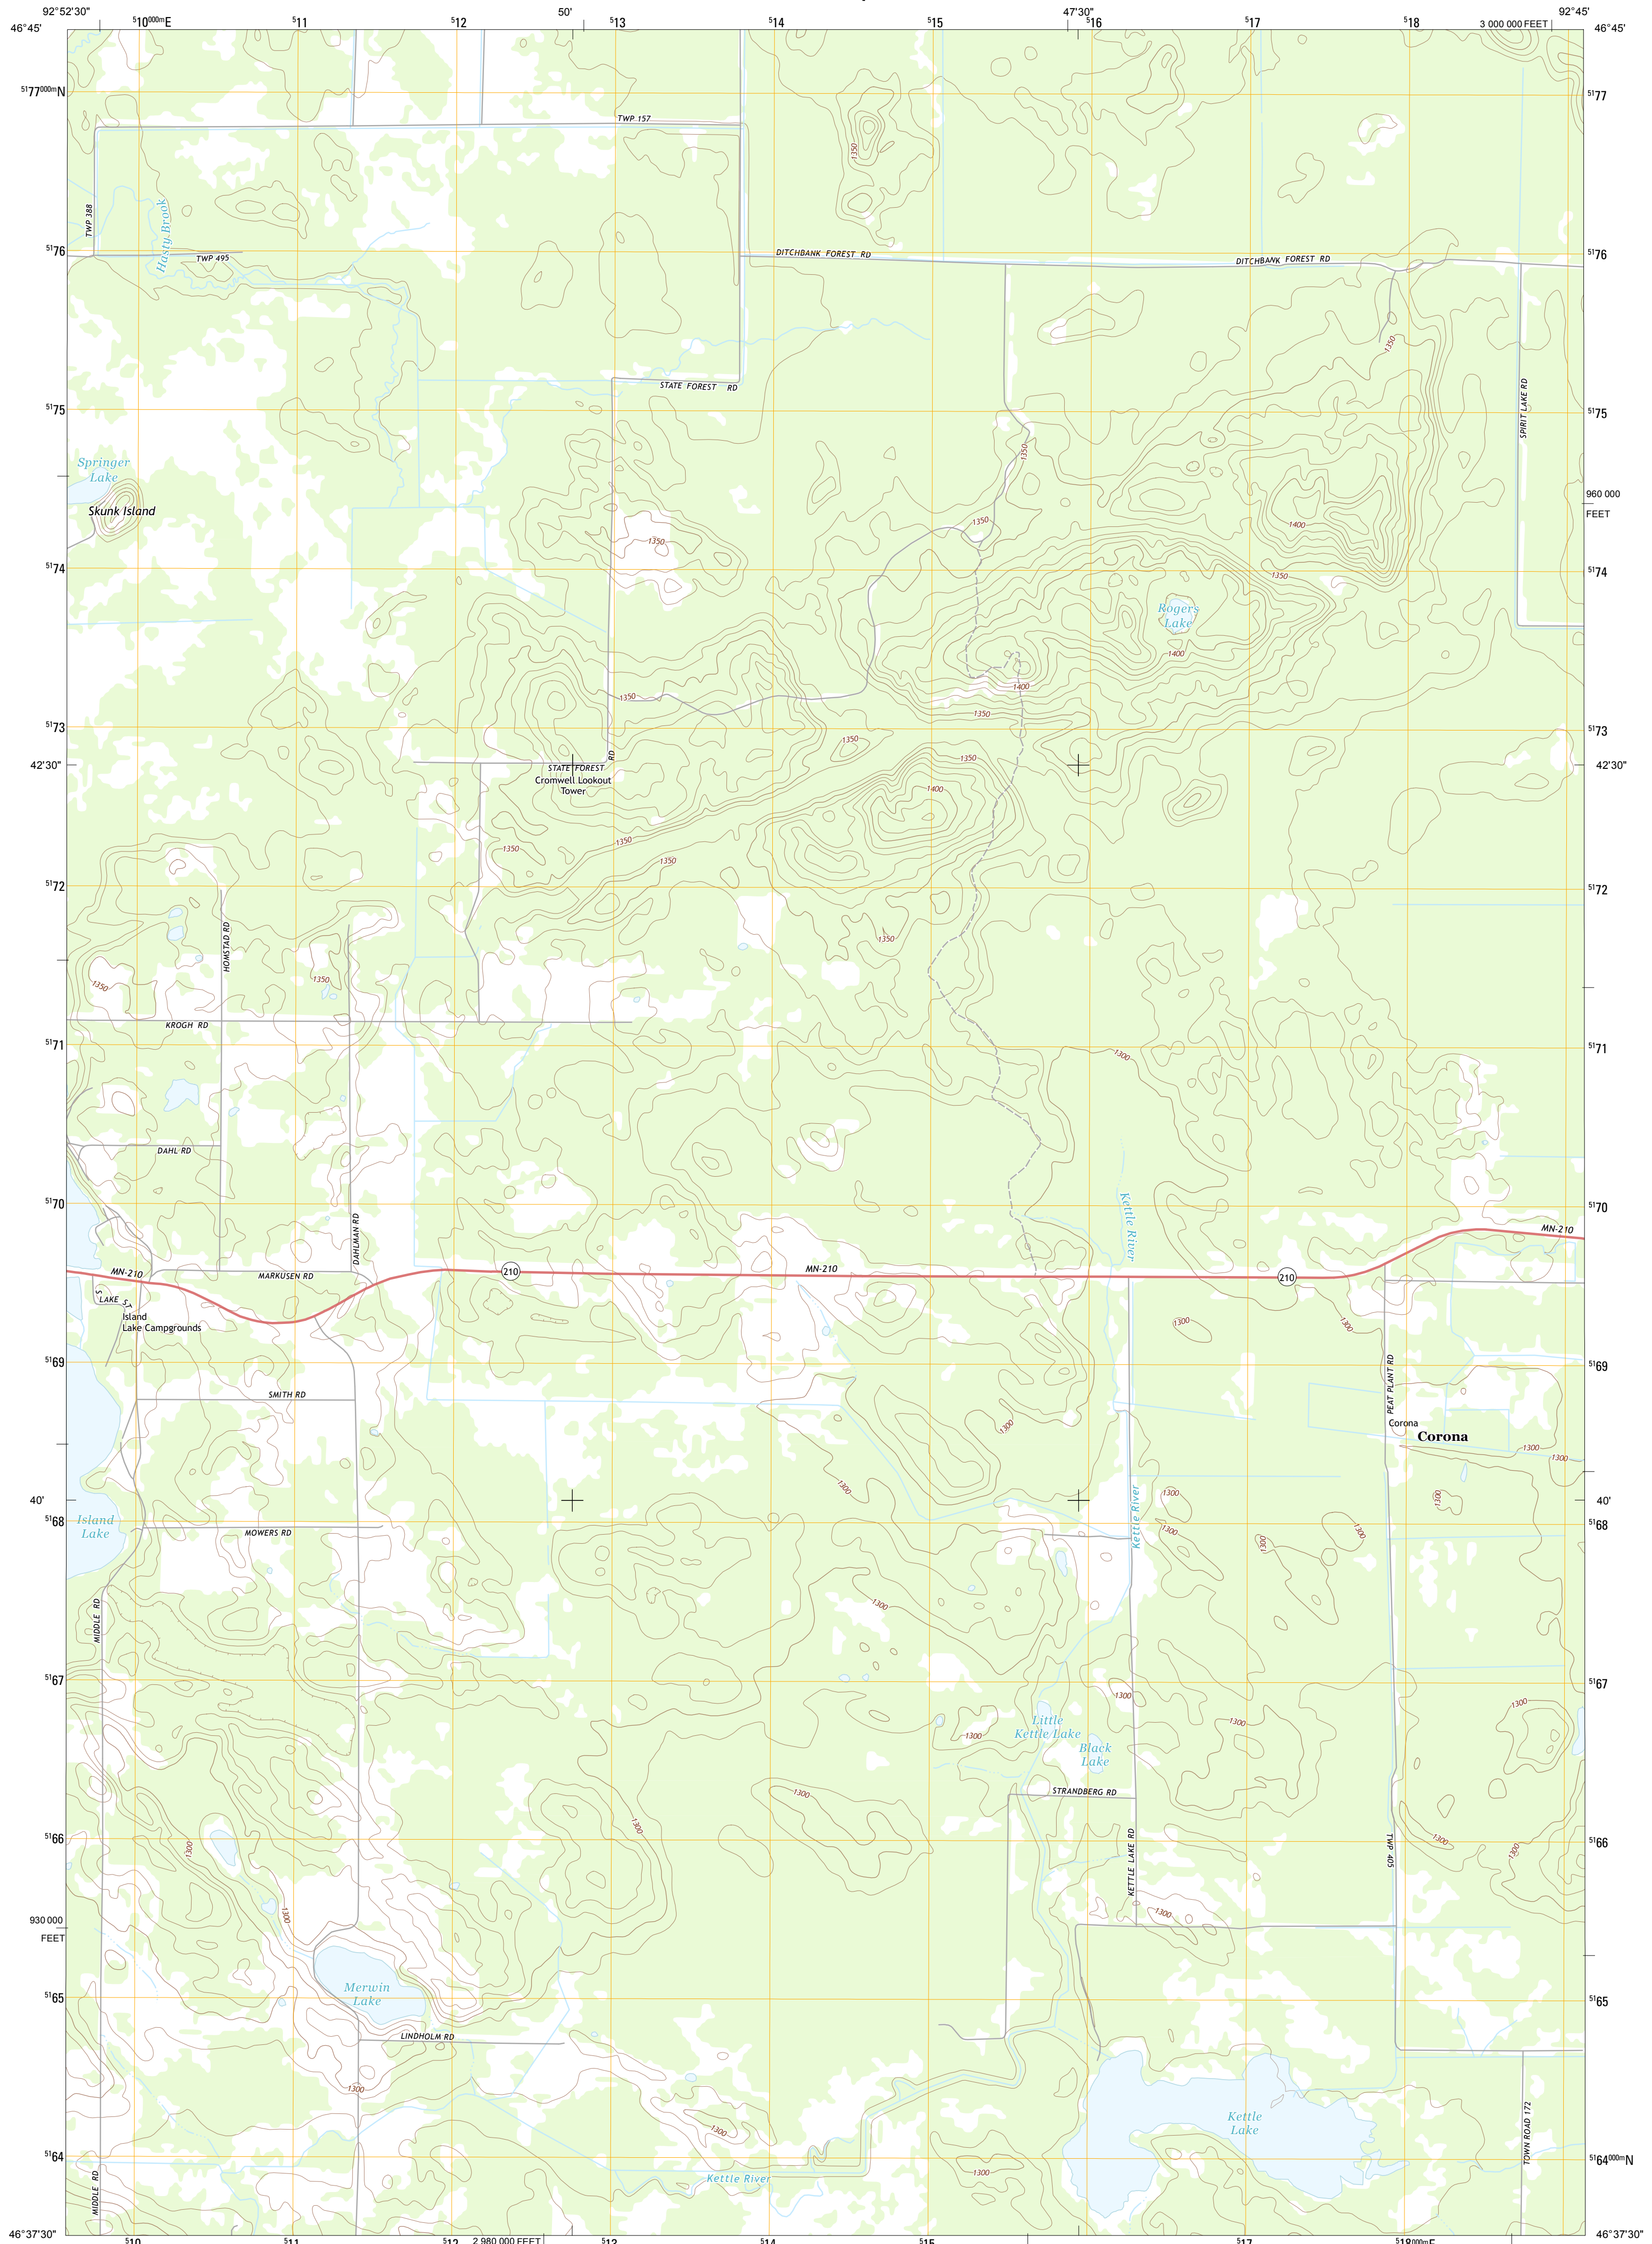 92°52'30"
510000mE
511
512
50'
513
514
515
47'30"
516
517
518
3 000 000 FEET
92°45'
46°45'
46°45'
5177000mN
5177
TWP 157
1350
TWP 388
Hasty Brook
5176
TWP 495
DITCHBANK FOREST RD
DITCHBANK FOREST RD
5176
1350
STATE FOREST RD
SPIRIT LAKE RD
5175
5175
1350
Springer
Lake
Skunk Island
960 000
FEET
1350
1400
1350
5174
5174
1350
Rogers
Lake
1400
1400
1350
1350
5173
5173
1350
RD
42'30"
STATE FOREST
Cromwell Lookout
Tower
1350
42'30"
1400
1350
1350
1350
5172
5172
HOMSTAD RD
1350
1350
1350
KROGH RD
5171
5171
1300
DAHL RD
5170
5170
Kettle River
DAHLMAN RD
MN-210
MN-210
MARKUSEN RD
210
MN-210
210
S
LAKE ST
Island
Lake Campgrounds
1300
1300
5169
5169
PEAT PLANT RD
SMITH RD
1300
Corona
Corona
1300
1300
1300
1300
1300
40'
40'
Island
Lake
5168
5168
MOWERS RD
Kettle River
1300
1300
1300
1300
MIDDLE RD
5167
5167
1300
1300
Little
Kettle Lake
1300
1300
Black
Lake
STRANDBERG RD
1300
1300
5166
5166
1300
KETTLE LAKE RD
TWP 405
1300
1300
930 000
FEET
1300
1300
Merwin
Lake
5165
5165
LINDHOLM RD
1300
1300
Kettle
Lake
TOWN ROAD 172
5164
1300
5164000mN
MIDDLE RD
Kettle River
46°37'30"
46°37'30"
510
511
512
2 980 000 FEET
513
514
515
516
517
518000mE